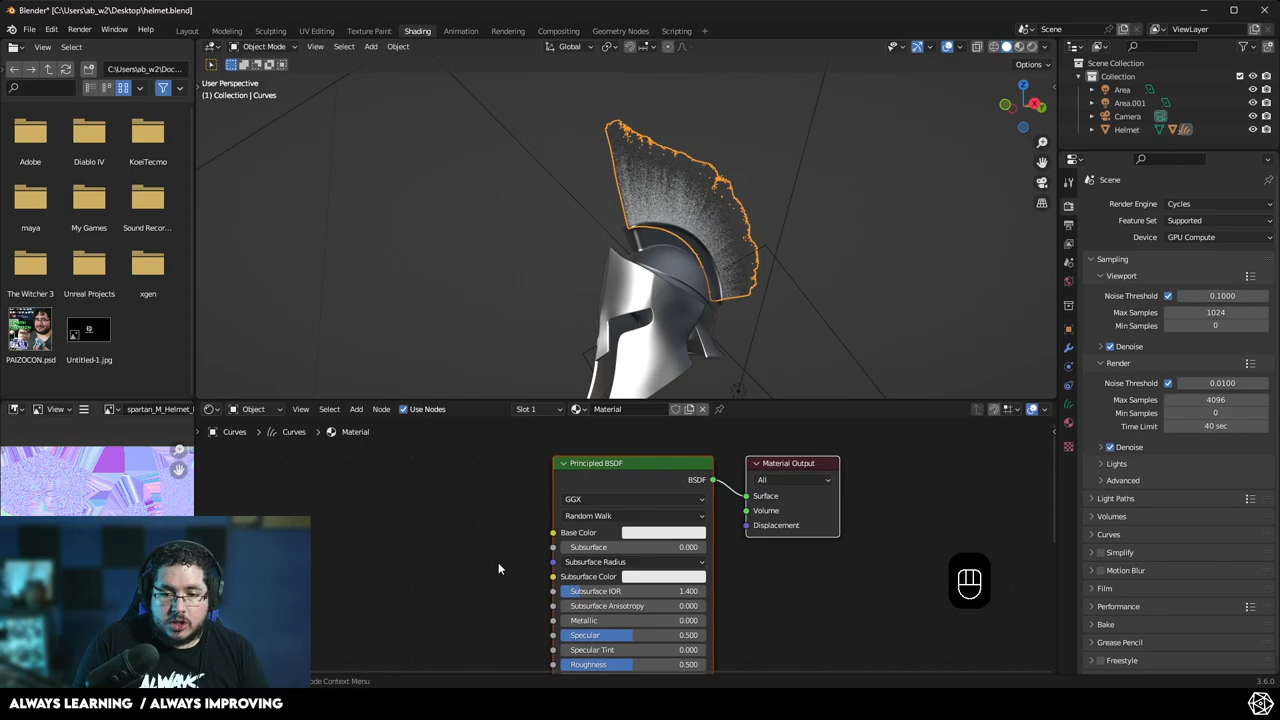 Blender* [C:\Users\ab_w2\Desktop\helmet.blend]
File Edit Render Window Help Layout Modeling Sculpting UV Editing Texture Paint Shading Animation Rendering Compositing Geometry Nodes Scripting + Scene ViewLayer
View Select
Object Mode View Select Add Object Global
C:\Users\ab_w2\Doc...
Options
User Perspective
(1) Collection | Curves
Z
Y
Adobe Diablo IV KoeiTecmo
maya My Games Sound Recor...
The Witcher 3 Unreal Projects xgen
PAIZOCON.psd Untitled-1.jpg
Scene Collection
Collection
Area
Area.001
Camera
Helmet
Scene
Render Engine Cycles
Feature Set Supported
Device GPU Compute
Sampling
Viewport
Noise Threshold 0.1000
Max Samples 1024
Min Samples 0
Denoise
Render
Noise Threshold 0.0100
Max Samples 4096
Min Samples 0
Time Limit 40 sec
Denoise
Lights
Advanced
Light Paths
Volumes
Curves
Simplify
Motion Blur
Film
Performance
Bake
Grease Pencil
Freestyle
View spartan_M_Helmet_
Object View Select Add Node Use Nodes Slot 1 Material
Curves Curves Material
Principled BSDF
BSDF
GGX
Random Walk
Base Color
Subsurface 0.000
Subsurface Radius
Subsurface Color
Subsurface IOR 1.400
Subsurface Anisotropy 0.000
Metallic 0.000
Specular 0.500
Specular Tint 0.000
Roughness 0.500
Material Output
All
Surface
Volume
Displacement
ode Context Menu
3.6.0
ALWAYS
ALWAYS LEARNING / ALWAYS IMPROVING